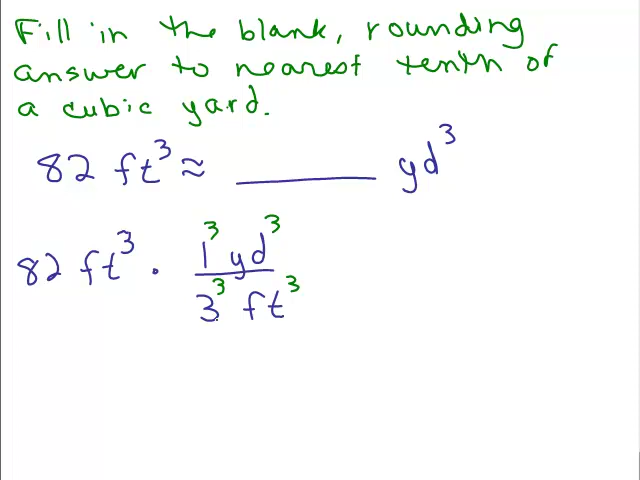 Fill in the blank, rounding
answer to nearest tenth of
a cubic yard.
82 ft³ ≈ ______ yd³
82 ft³ · 1³ yd³
3³ ft³